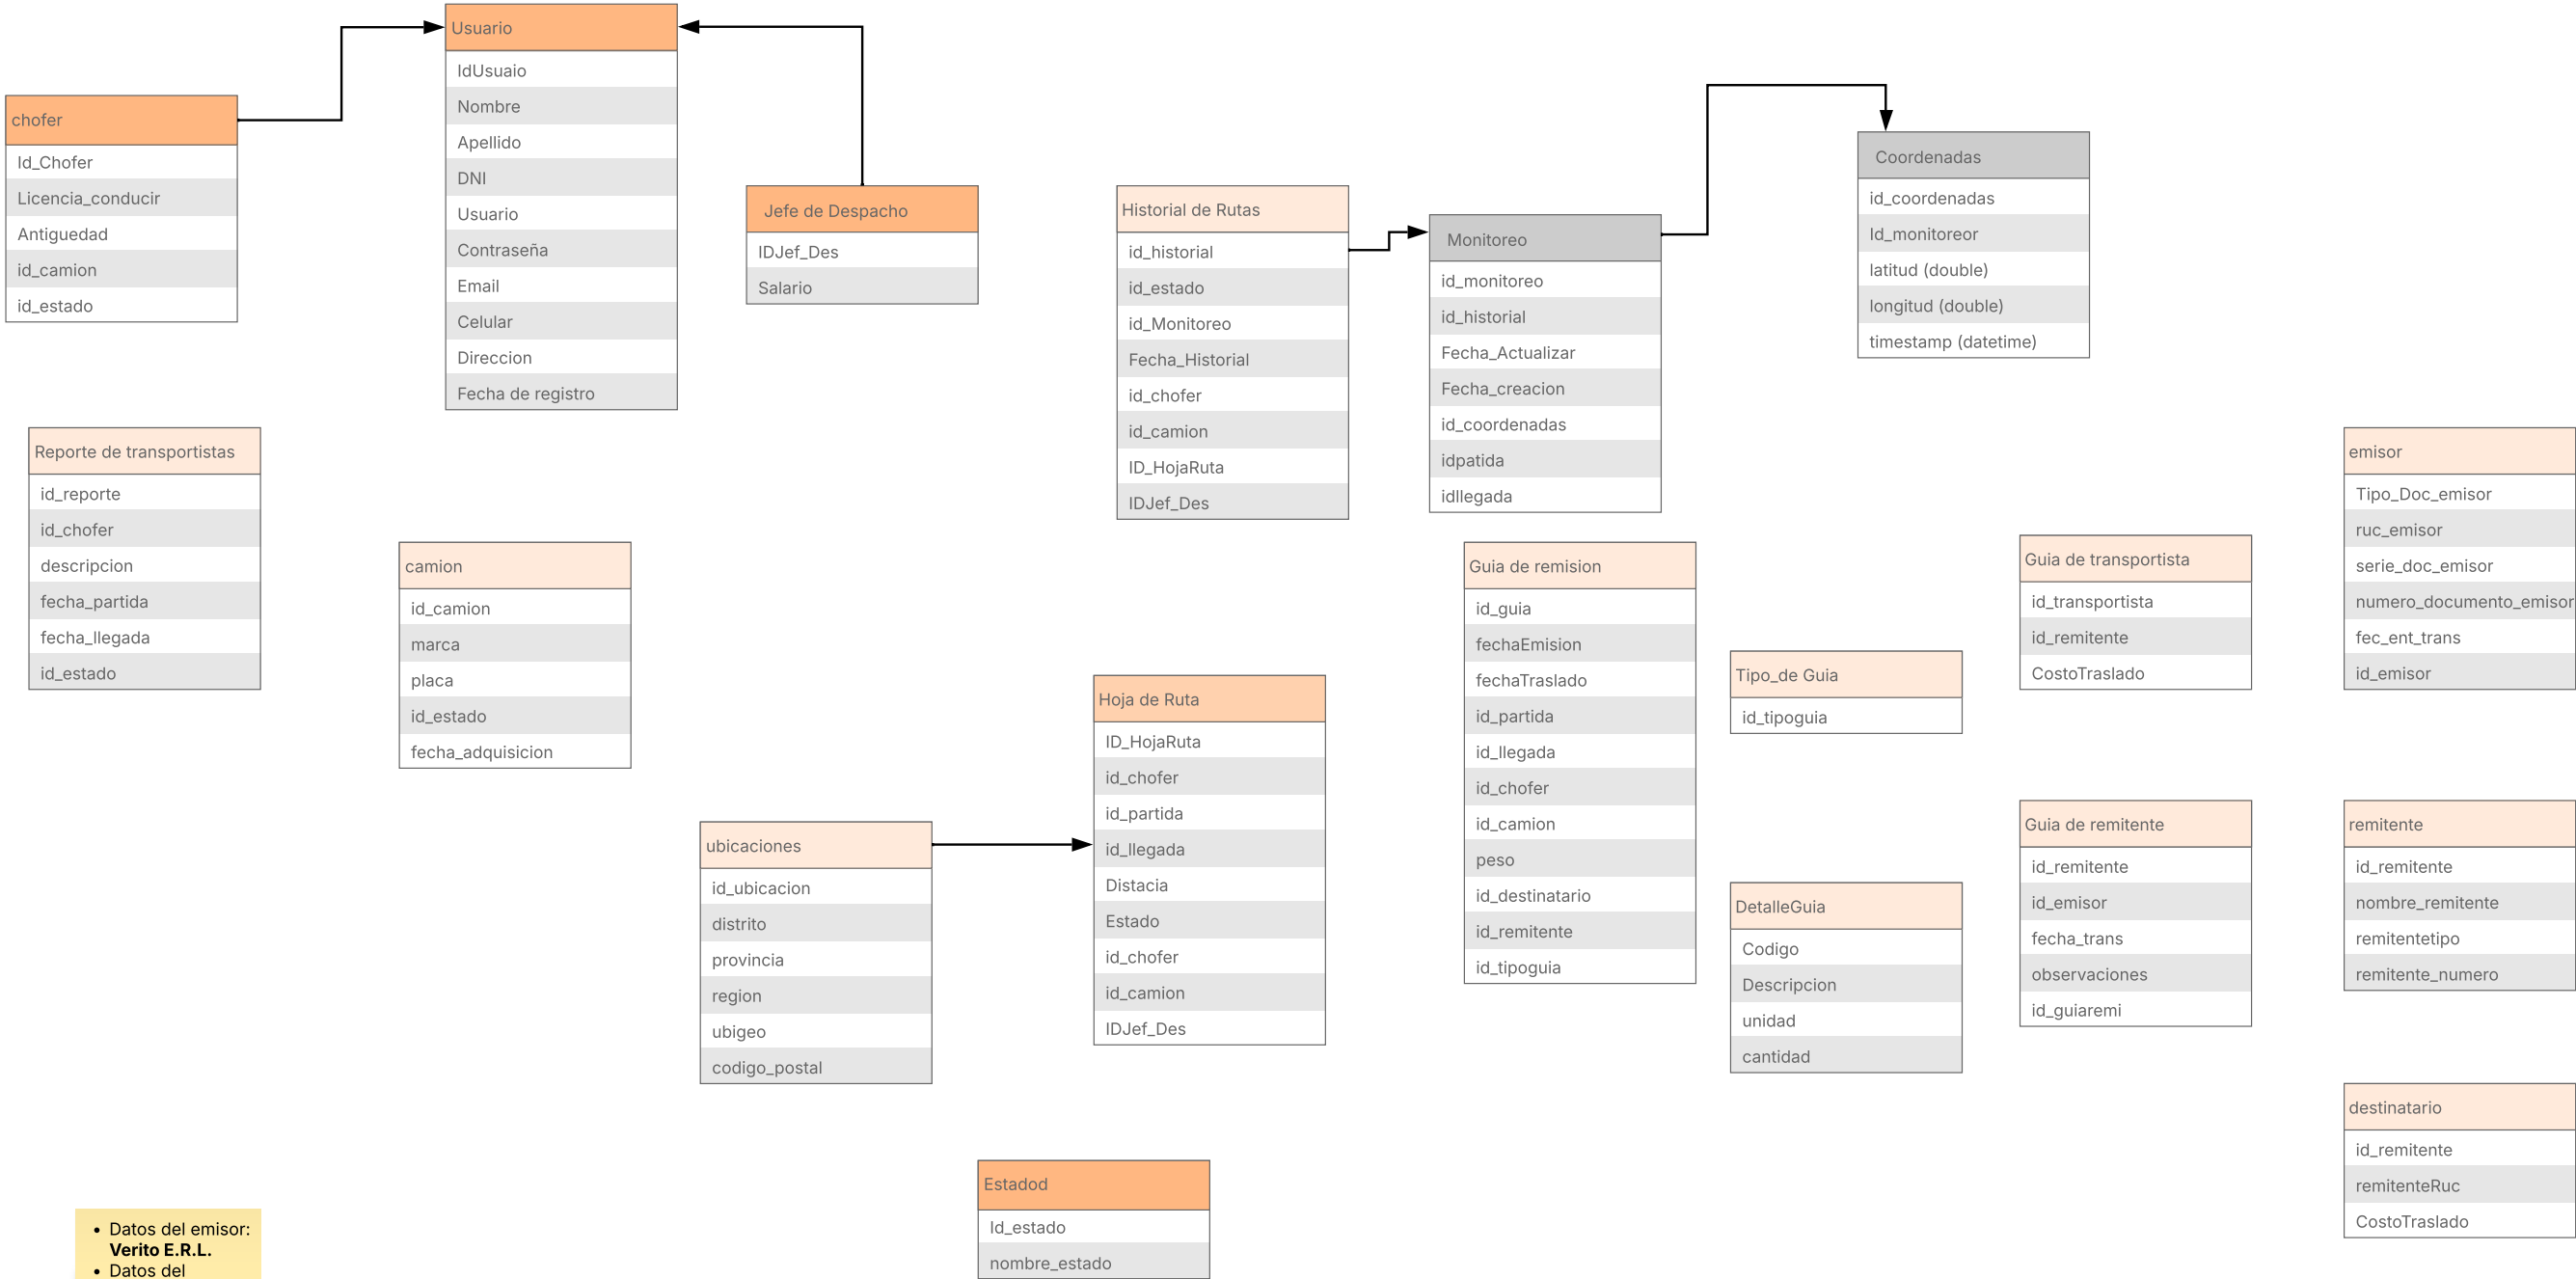 Usuario
IdUsuaio
Nombre
Apellido
DNI
Usuario
Contraseña
Email
Celular
Direccion
Fecha de registro
chofer
Id_Chofer
Licencia_conducir
Antiguedad
id_camion
id_estado
Jefe de Despacho
IDJef_Des
Salario
Historial de Rutas
id_historial
id_estado
id_Monitoreo
Fecha_Historial
id_chofer
id_camion
ID_HojaRuta
IDJef_Des
Monitoreo
id_monitoreo
id_historial
Fecha_Actualizar
Fecha_creacion
id_coordenadas
idpatida
idllegada
Coordenadas
id_coordenadas
Id_monitoreor
latitud (double)
longitud (double)
timestamp (datetime)
Reporte de transportistas
id_reporte
id_chofer
descripcion
fecha_partida
fecha_llegada
id_estado
camion
id_camion
marca
placa
id_estado
fecha_adquisicion
ubicaciones
id_ubicacion
distrito
provincia
region
ubigeo
codigo_postal
Hoja de Ruta
ID_HojaRuta
id_chofer
id_partida
id_llegada
Distacia
Estado
id_chofer
id_camion
IDJef_Des
Guia de remision
id_guia
fechaEmision
fechaTraslado
id_partida
id_llegada
id_chofer
id_camion
peso
id_destinatario
id_remitente
id_tipoguia
Tipo_de Guia
id_tipoguia
DetalleGuia
Codigo
Descripcion
unidad
cantidad
Guia de transportista
id_transportista
id_remitente
CostoTraslado
Guia de remitente
id_remitente
id_emisor
fecha_trans
observaciones
id_guiaremi
emisor
Tipo_Doc_emisor
ruc_emisor
serie_doc_emisor
numero_documento_emisor
fec_ent_trans
id_emisor
remitente
id_remitente
nombre_remitente
remitentetipo
remitente_numero
destinatario
id_remitente
remitenteRuc
CostoTraslado
Estadod
Id_estado
nombre_estado
• Datos del emisor:
Verito E.R.L.
• Datos del